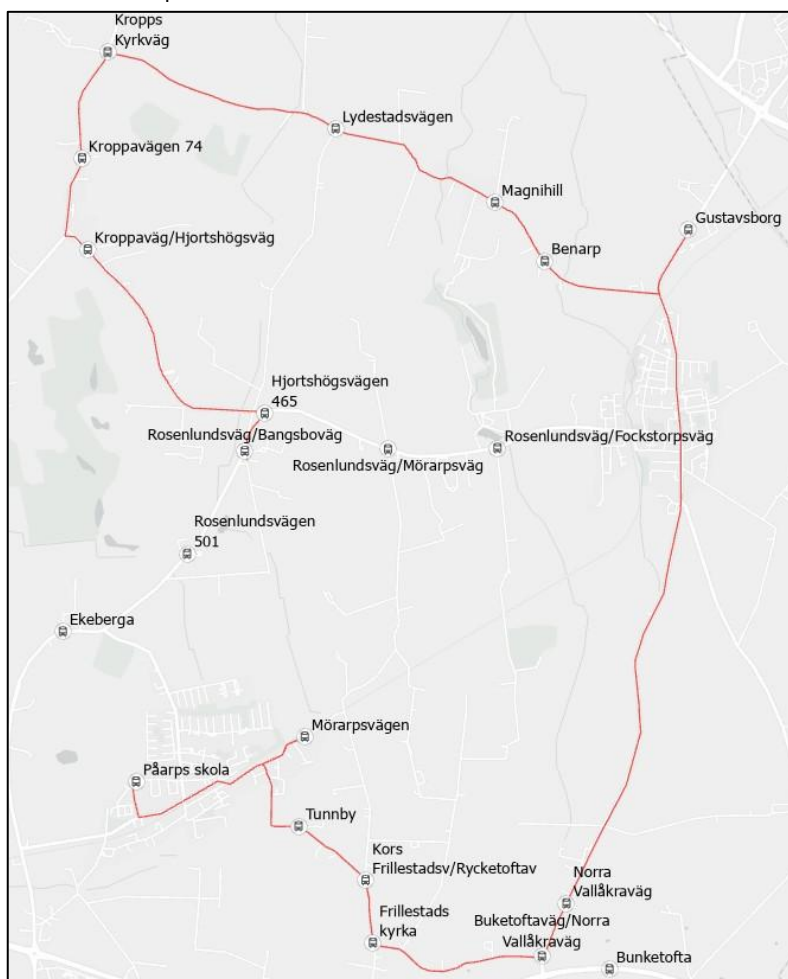 Kropps
Kyrkväg
Lydestadsvägen
Kroppavägen 74
Magnihill
Gustavsborg
Kroppaväg/Hjortshögsväg
Benarp
Hjortshögsvägen
465
Rosenlundsväg/Bangsboväg
Rosenlundsväg/Fockstorpsväg
Rosenlundsväg/Mörarpsväg
Rosenlundsvägen
501
Ekeberga
Mörarpsvägen
Påarps skola
Tunnby
Kors
Frillestadsv/Rycketoftav
Norra
Vallåkraväg
Frillestads
kyrka
Buketoftaväg/Norra
Vallåkraväg
Bunketofta